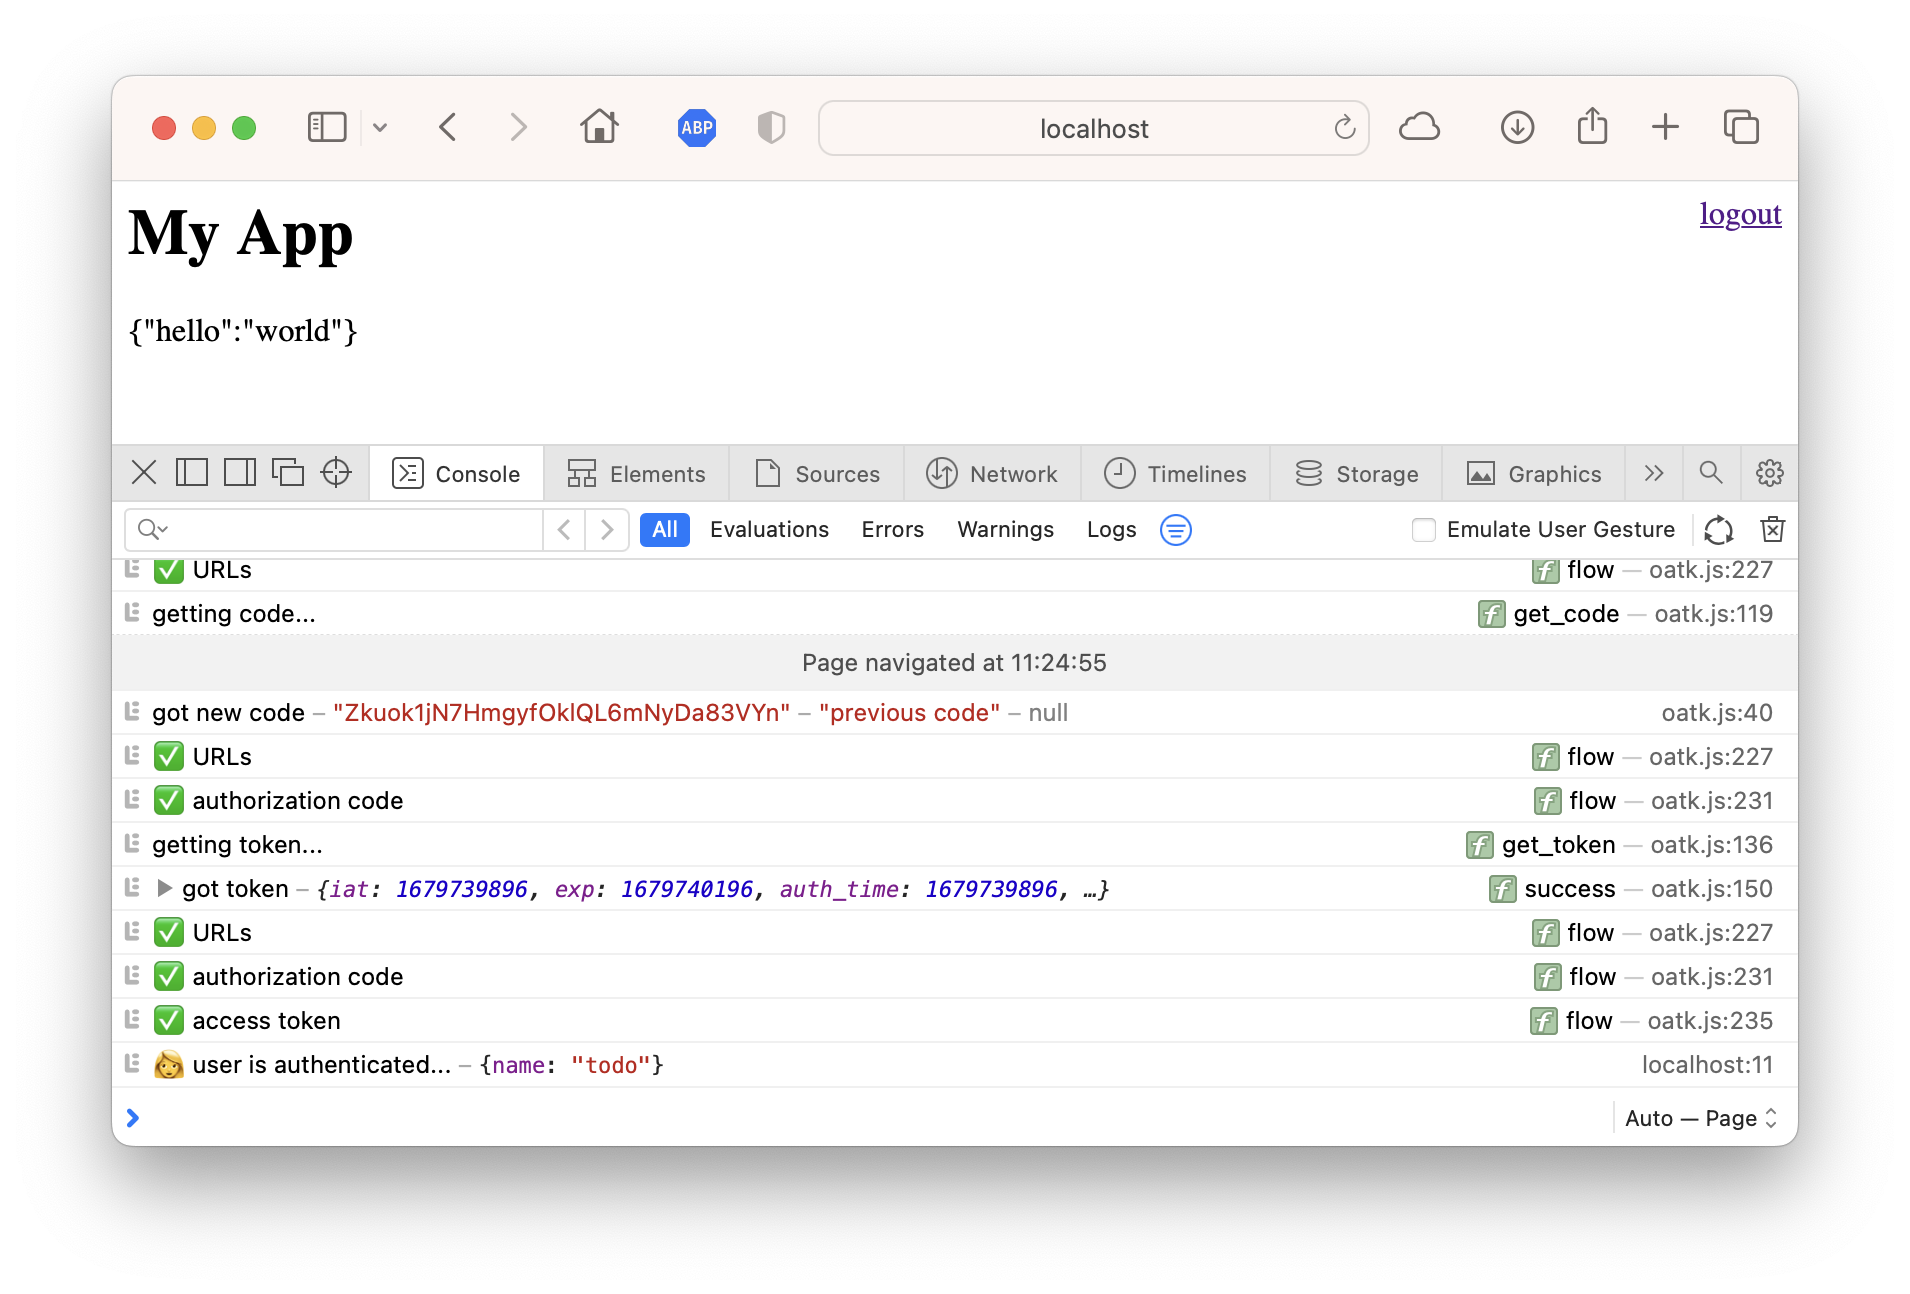 ABP
localhost
My App
logout
{"hello":"world"}
Console Elements Sources Network Timelines Storage Graphics
All Evaluations Errors Warnings Logs Emulate User Gesture
✅ URLs flow — oatk.js:227
getting code... get_code — oatk.js:119
Page navigated at 11:24:55
got new code – "Zkuok1jN7HmgyfOklQL6mNyDa83VYn" – "previous code" – null oatk.js:40
✅ URLs flow — oatk.js:227
✅ authorization code flow — oatk.js:231
getting token... get_token — oatk.js:136
got token – {iat: 1679739896, exp: 1679740196, auth_time: 1679739896, …} success — oatk.js:150
✅ URLs flow — oatk.js:227
✅ authorization code flow — oatk.js:231
✅ access token flow — oatk.js:235
👩 user is authenticated... – {name: "todo"} localhost:11
Auto — Page